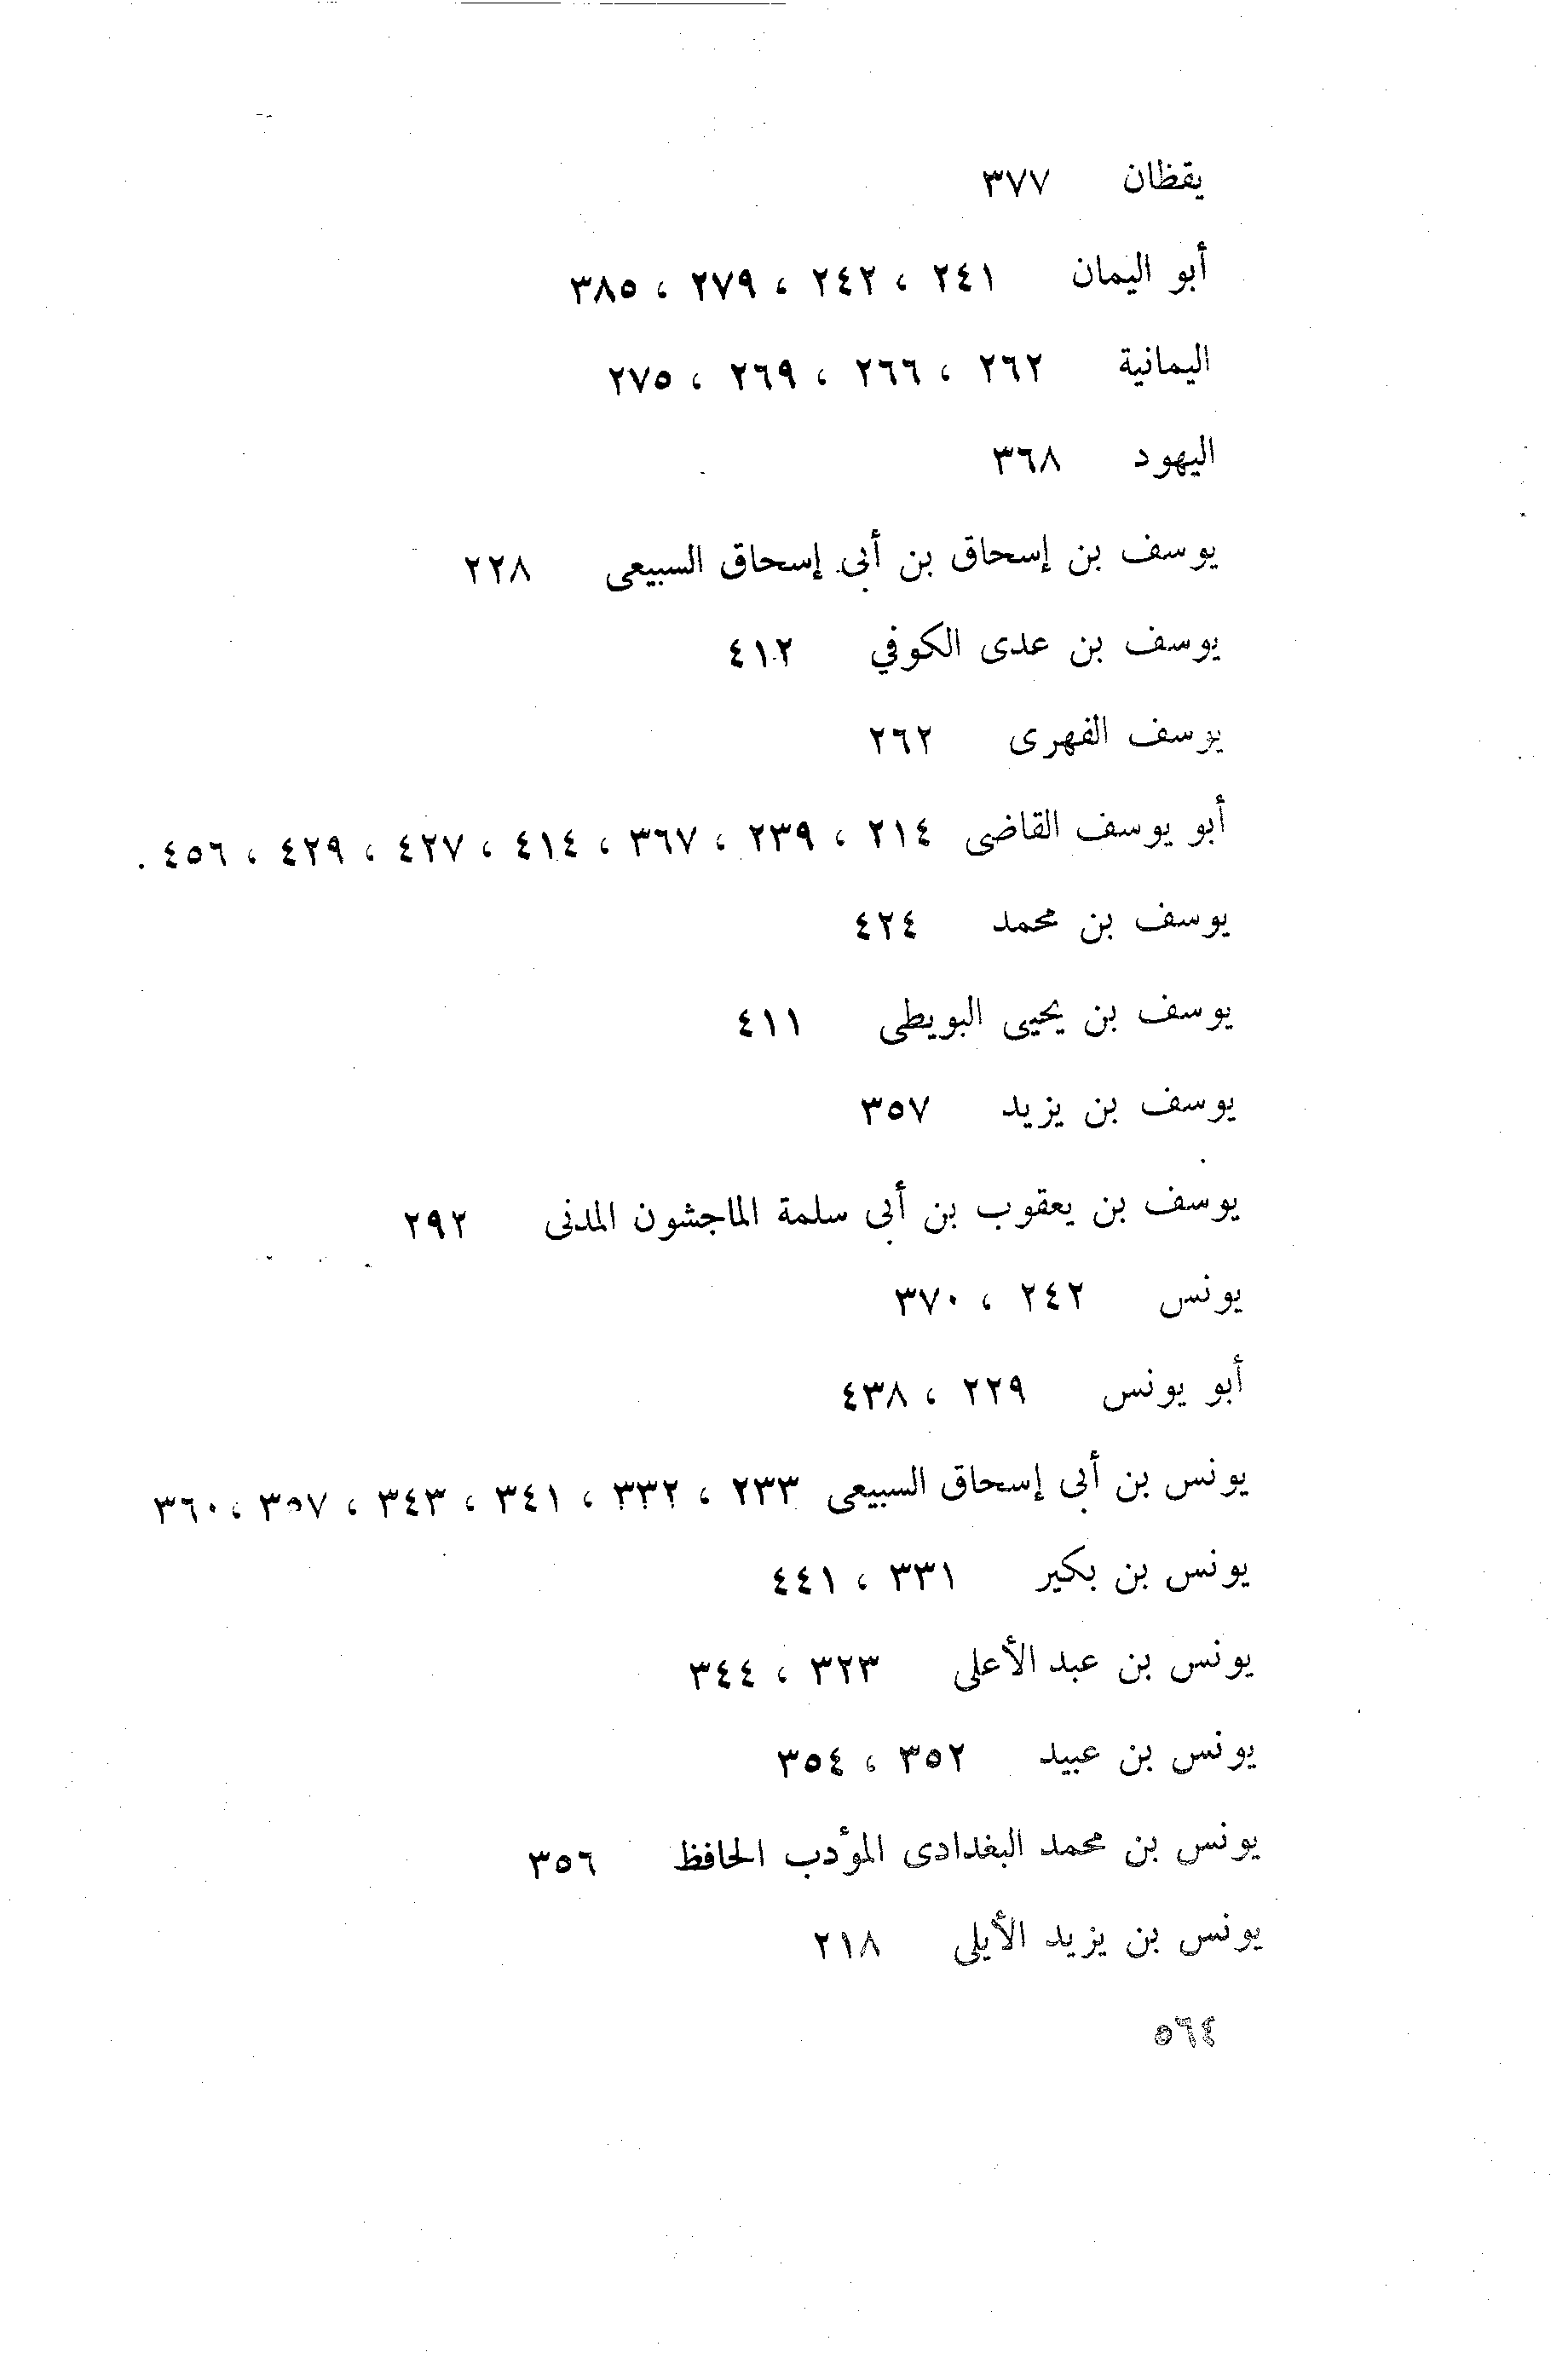 يقظان ٣٧٧
أبو اليمان ٢٤١ ، ٢٤٢ ، ٢٧٩ ، ٣٨٥
اليمانية ٢٦٢ ، ٢٦٦ ، ٢٦٩ ، ٢٧٥
اليهود ٣٦٨
يوسف بن إسحاق بن أبى إسحاق السبيعى ٢٢٨
يوسف بن عدى الكوفي ٤١٢
يوسف الفهرى ٢٦٢
أبو يوسف القاضى ٢١٤ ، ٢٣٩ ، ٣٦٧ ، ٤١٤ ، ٤٢٧ ، ٤٢٩ ، ٤٥٦ .
يوسف بن محمد ٤٢٤
يوسف بن يحيى البويطى ٤١١
يوسف بن يزيد ٣٥٧
يوسف بن يعقوب بن أبى سلمة الماجشون المدنى ٢٩٢
يونس ٢٤٢ ، ٣٧٠
أبو يونس ٢٢٩ ، ٤٣٨
يونس بن أبى إسحاق السبيعى ٢٣٣ ، ٣٣٢ ، ٣٤١ ، ٣٤٣ ، ٣٥٧ ، ٣٦٠
يونس بن بكير ٣٣١ ، ٤٤١
يونس بن عبد الأعلى ٣٢٣ ، ٣٤٤
يونس بن عبيد ٣٥٢ ، ٣٥٤
يونس بن محمد البغدادى المؤدب الحافظ ٣٥٦
يونس بن يزيد الأيلى ٢١٨
٥٦٤